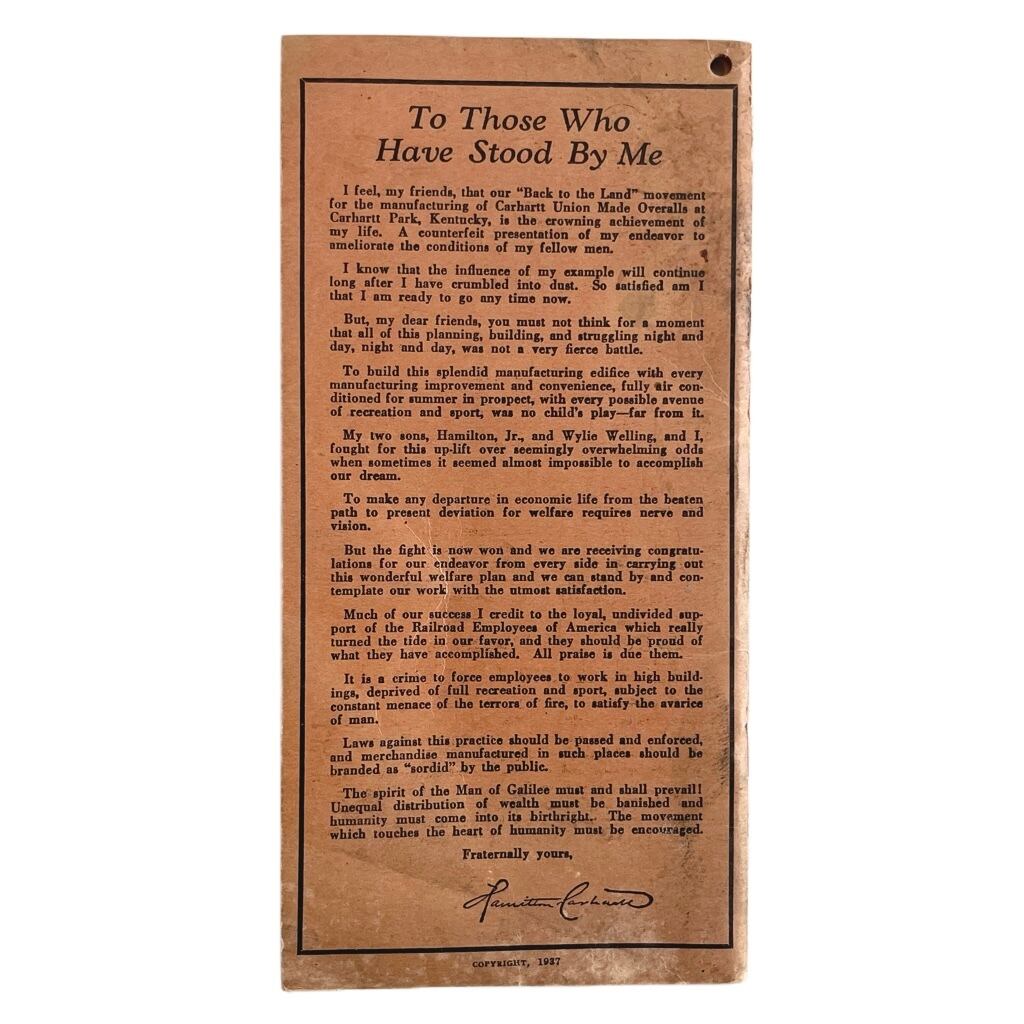 To Those Who
Have Stood By Me
I feel, my friends, that our “Back to the Land” movement
for the manufacturing of Carhartt Union Made Overalls at
Carhartt Park, Kentucky, is the crowning achievement of
my life. A counterfeit presentation of my endeavor to
ameliorate the conditions of my fellow men.
I know that the influence of my example will continue
long after I have crumbled into dust. So satisfied am I
that I am ready to go any time now.
But, my dear friends, you must not think for a moment
that all of this planning, building, and struggling night and
day, night and day, was not a very fierce battle.
To build this splendid manufacturing edifice with every
manufacturing improvement and convenience, fully air con-
ditioned for summer in prospect, with every possible avenue
of recreation and sport, was no child's play—far from it.
My two sons, Hamilton, Jr., and Wylie Welling, and I,
fought for this up-lift over seemingly overwhelming odds
when sometimes it seemed almost impossible to accomplish
our dream.
To make any departure in economic life from the beaten
path to present deviation for welfare requires nerve and
vision.
But the fight is now won and we are receiving congratu-
lations for our endeavor from every side in carrying out
this wonderful welfare plan and we can stand by and con-
template our work with the utmost satisfaction.
Much of our success I credit to the loyal, undivided sup-
port of the Railroad Employees of America which really
turned the tide in our favor, and they should be proud of
what they have accomplished. All praise is due them.
It is a crime to force employees to work in high build-
ings, deprived of full recreation and sport, subject to the
constant menace of the terrors of fire, to satisfy the avarice
of man.
Laws against this practice should be passed and enforced,
and merchandise manufactured in such places should be
branded as “sordid” by the public.
The spirit of the Man of Galilee must and shall prevail!
Unequal distribution of wealth must be banished and
humanity must come into its birthright. The movement
which touches the heart of humanity must be encouraged.
Fraternally yours,
Hamilton Carhartt
COPYRIGHT, 1937